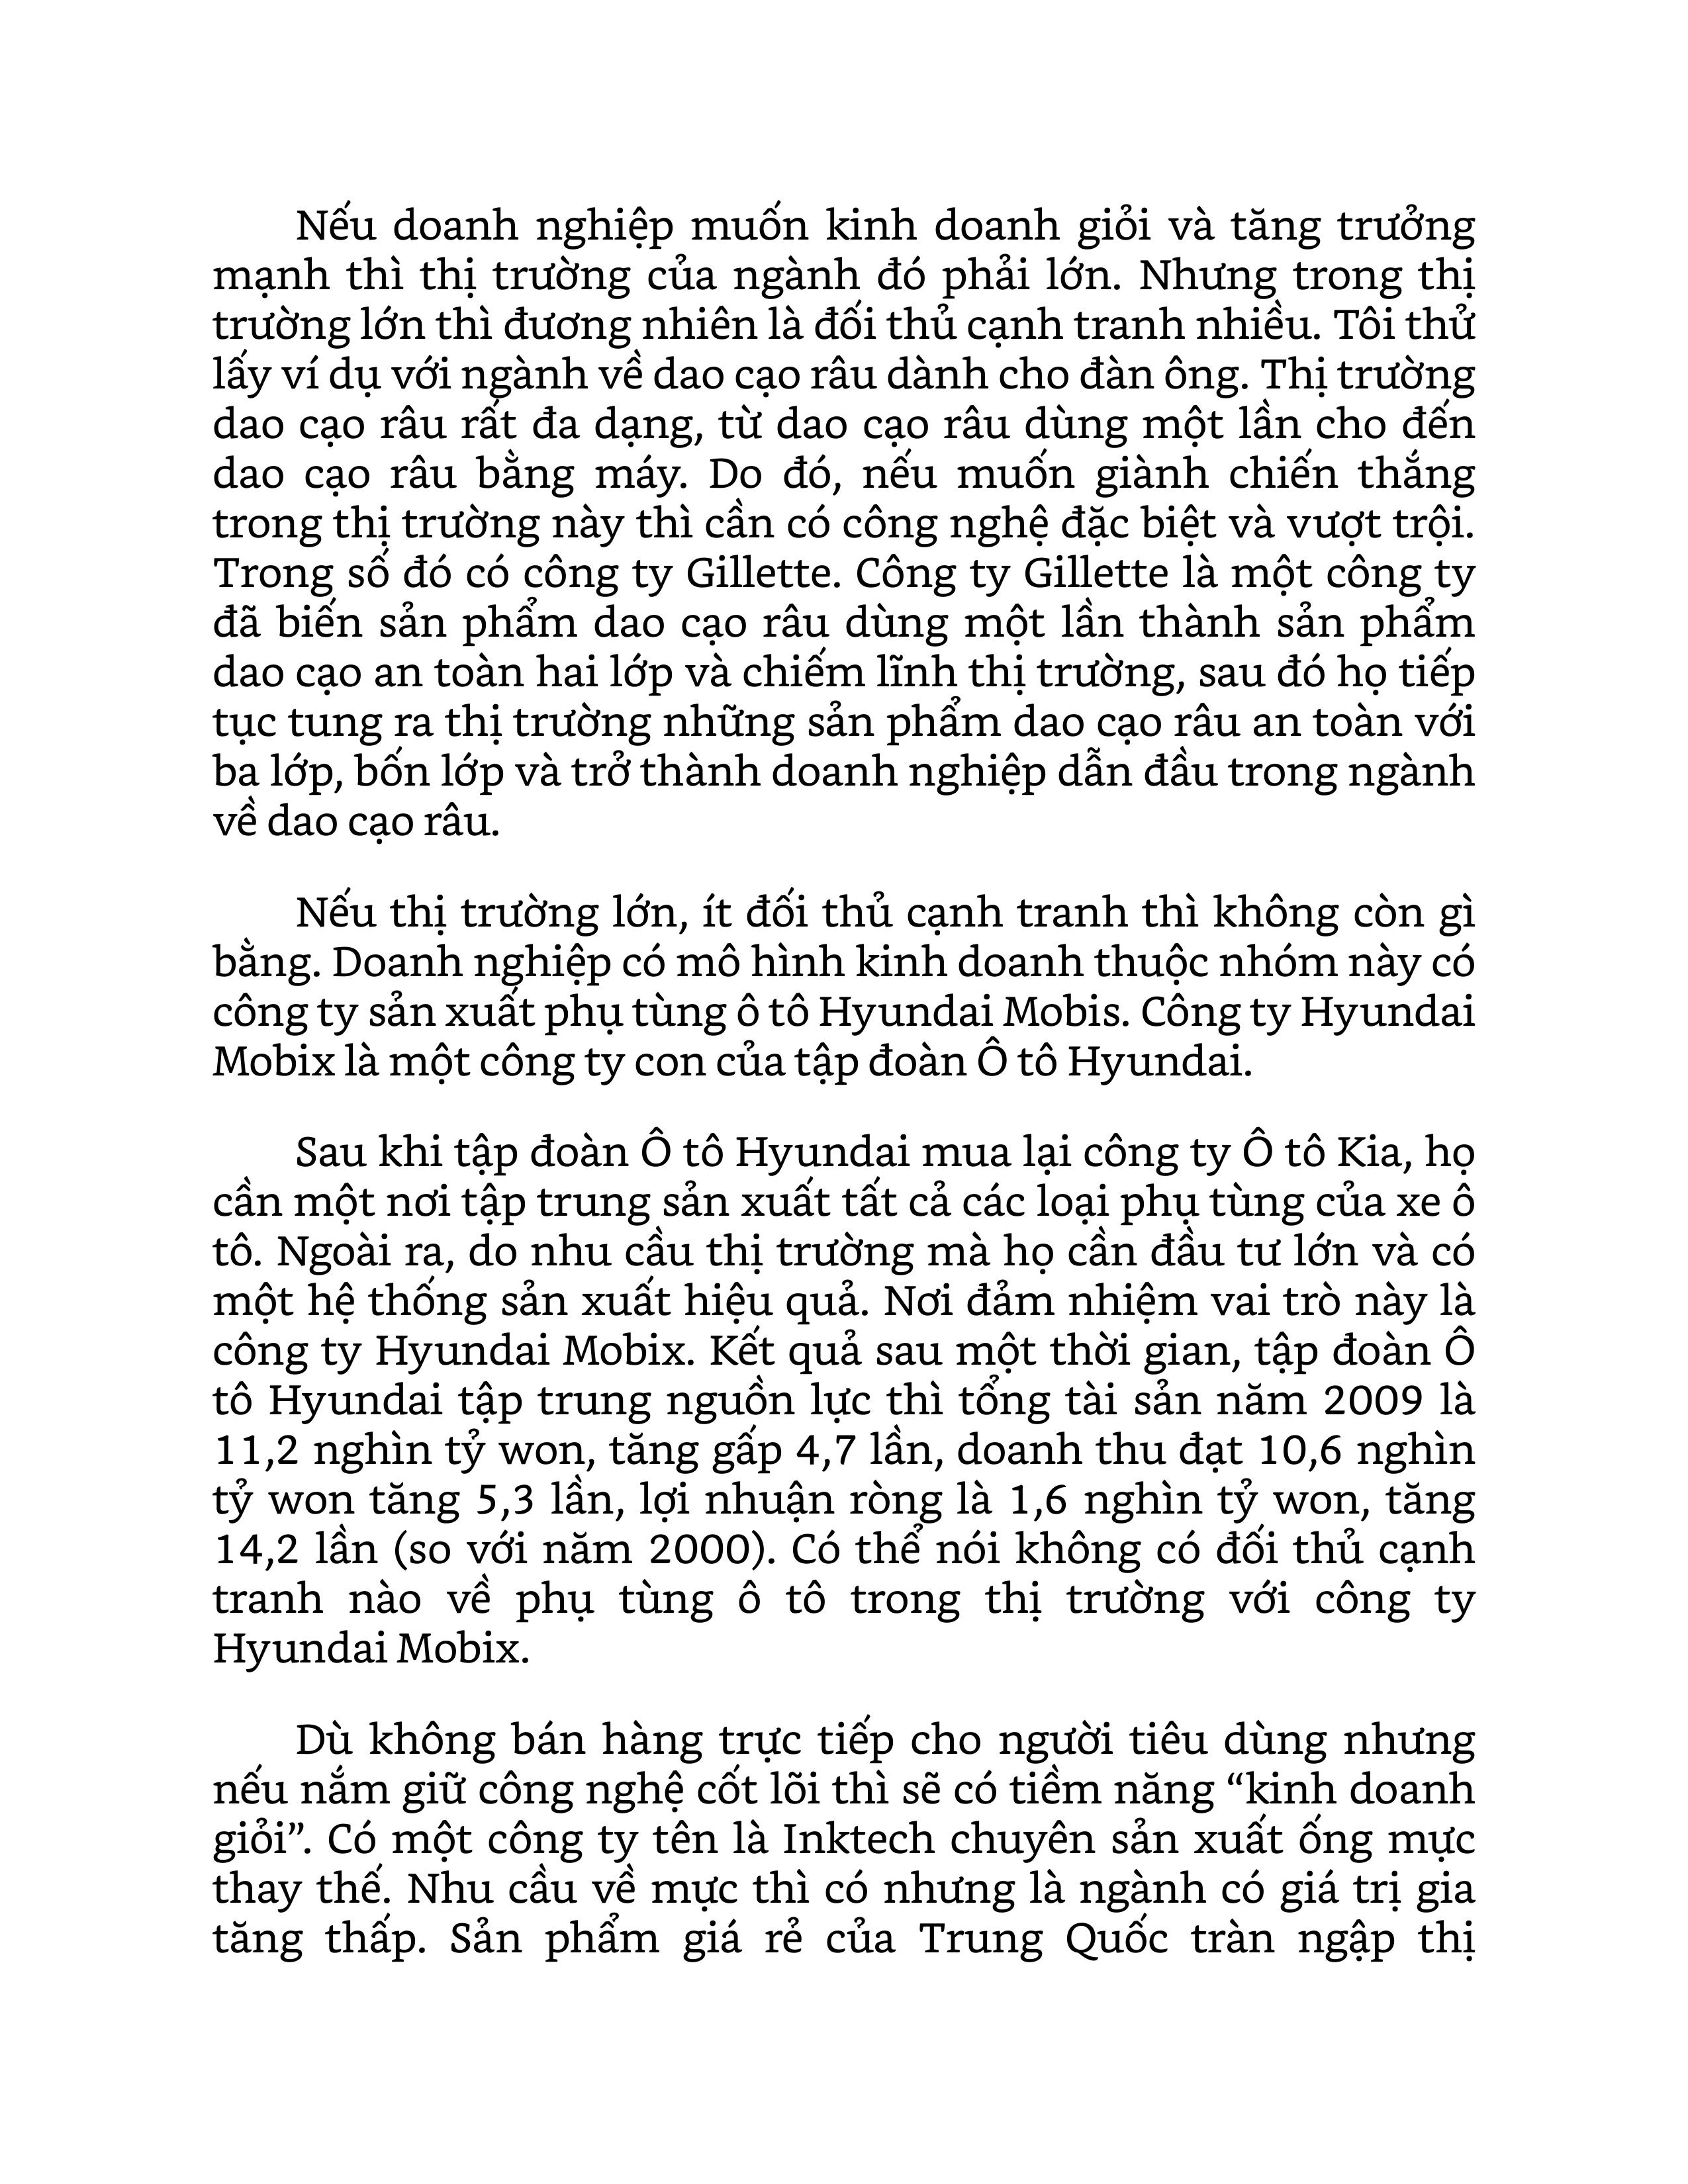 Nếu doanh nghiệp muốn kinh doanh giỏi và tăng trưởng
mạnh thì thị trường của ngành đó phải lớn. Nhưng trong thị
trường lớn thì đương nhiên là đối thủ cạnh tranh nhiều. Tôi thử
lấy ví dụ với ngành về dao cạo râu dành cho đàn ông. Thị trường
dao cạo râu rất đa dạng, từ dao cạo râu dùng một lần cho đến
dao cạo râu bằng máy. Do đó, nếu muốn giành chiến thắng
trong thị trường này thì cần có công nghệ đặc biệt và vượt trội.
Trong số đó có công ty Gillette. Công ty Gillette là một công ty
đã biến sản phẩm dao cạo râu dùng một lần thành sản phẩm
dao cạo an toàn hai lớp và chiếm lĩnh thị trường, sau đó họ tiếp
tục tung ra thị trường những sản phẩm dao cạo râu an toàn với
ba lớp, bốn lớp và trở thành doanh nghiệp dẫn đầu trong ngành
về dao cạo râu.
Nếu thị trường lớn, ít đối thủ cạnh tranh thì không còn gì
bằng. Doanh nghiệp có mô hình kinh doanh thuộc nhóm này có
công ty sản xuất phụ tùng ô tô Hyundai Mobis. Công ty Hyundai
Mobix là một công ty con của tập đoàn Ô tô Hyundai.
Sau khi tập đoàn Ô tô Hyundai mua lại công ty Ô tô Kia, họ
cần một nơi tập trung sản xuất tất cả các loại phụ tùng của xe ô
tô. Ngoài ra, do nhu cầu thị trường mà họ cần đầu tư lớn và có
một hệ thống sản xuất hiệu quả. Nơi đảm nhiệm vai trò này là
công ty Hyundai Mobix. Kết quả sau một thời gian, tập đoàn Ô
tô Hyundai tập trung nguồn lực thì tổng tài sản năm 2009 là
11,2 nghìn tỷ won, tăng gấp 4,7 lần, doanh thu đạt 10,6 nghìn
tỷ won tăng 5,3 lần, lợi nhuận ròng là 1,6 nghìn tỷ won, tăng
14,2 lần (so với năm 2000). Có thể nói không có đối thủ cạnh
tranh nào về phụ tùng ô tô trong thị trường với công ty
Hyundai Mobix.
Dù không bán hàng trực tiếp cho người tiêu dùng nhưng
nếu nắm giữ công nghệ cốt lõi thì sẽ có tiềm năng “kinh doanh
giỏi”. Có một công ty tên là Inktech chuyên sản xuất ống mực
thay thế. Nhu cầu về mực thì có nhưng là ngành có giá trị gia
tăng thấp. Sản phẩm giá rẻ của Trung Quốc tràn ngập thị